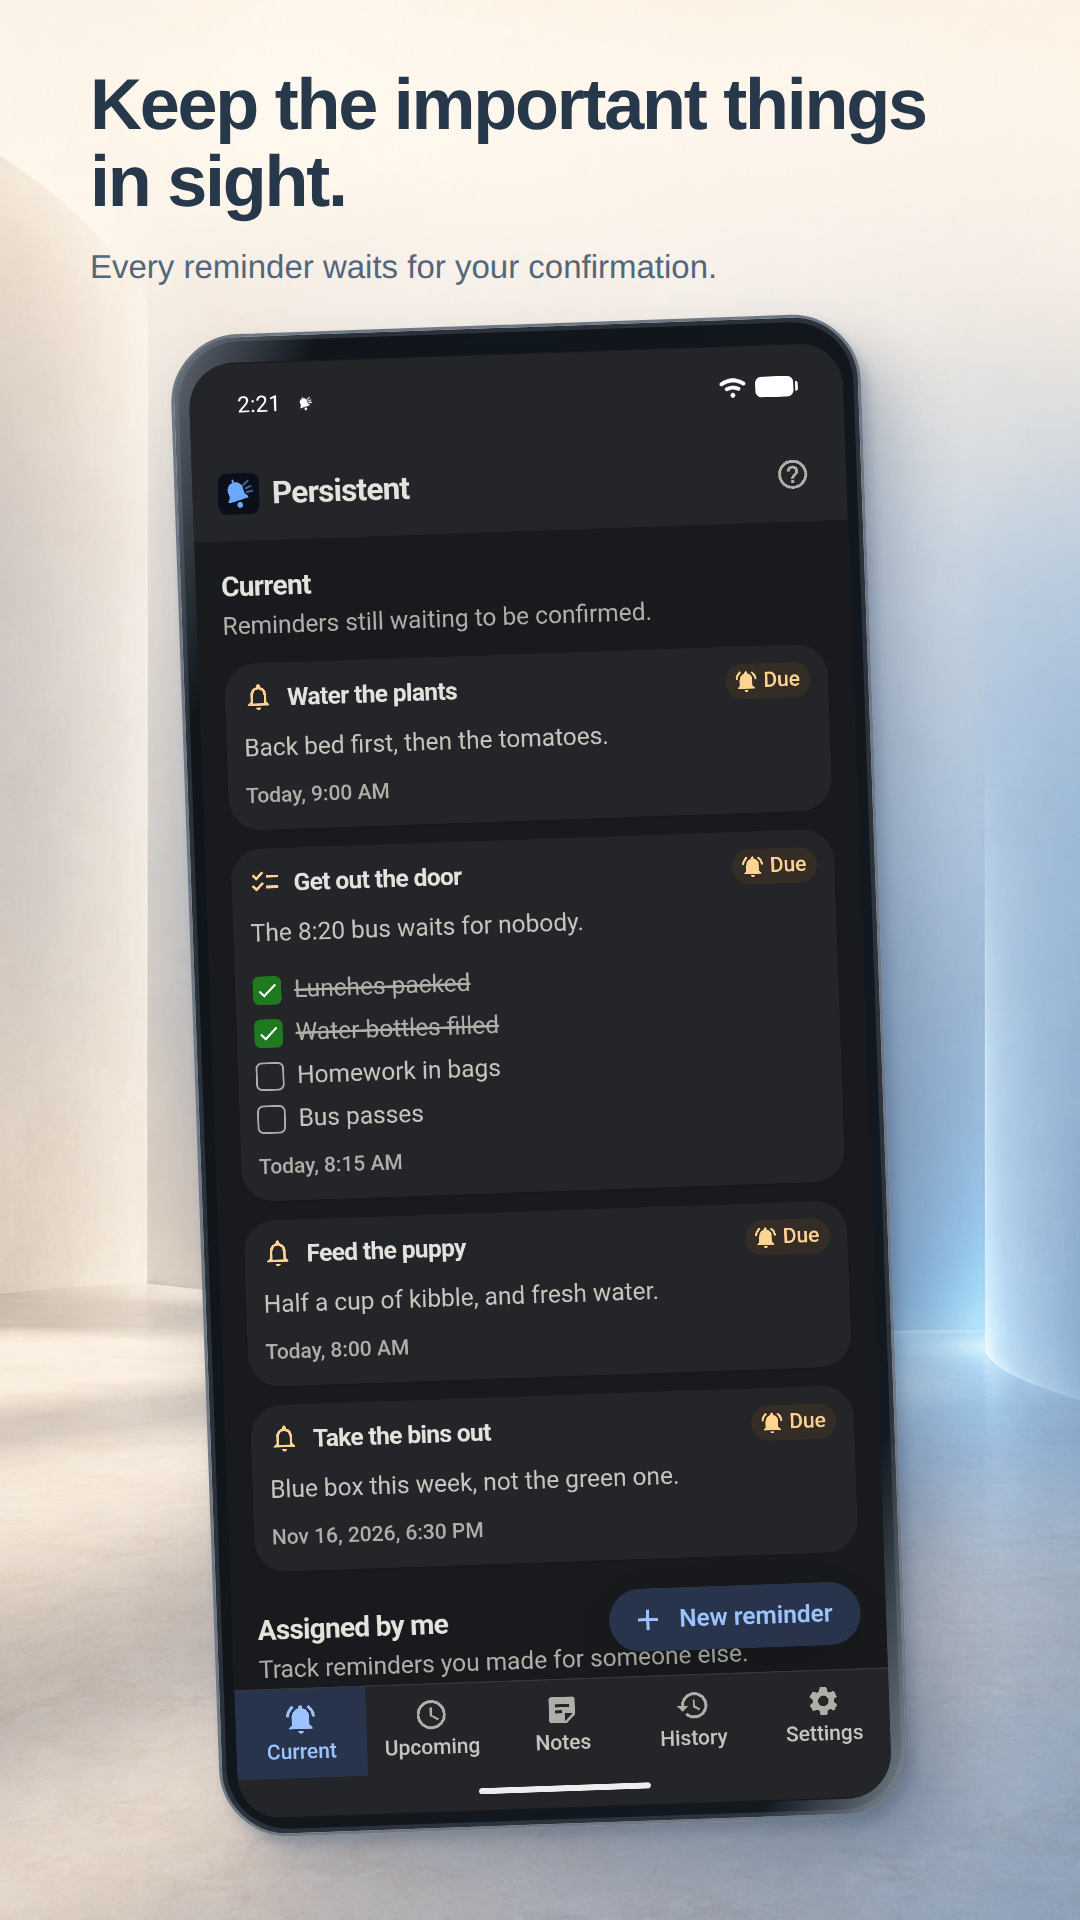 Keep the important things
in sight.
Every reminder waits for your confirmation.
2:21
Persistent
Current
Reminders still waiting to be confirmed.
Water the plants
Due
Back bed first, then the tomatoes.
Today, 9:00 AM
Get out the door
Due
The 8:20 bus waits for nobody.
Lunches packed
Water bottles filled
Homework in bags
Bus passes
Today, 8:15 AM
Feed the puppy
Due
Half a cup of kibble, and fresh water.
Today, 8:00 AM
Take the bins out
Due
Blue box this week, not the green one.
Nov 16, 2026, 6:30 PM
Assigned by me
New reminder
Track reminders you made for someone else.
Current
Upcoming
Notes
History
Settings